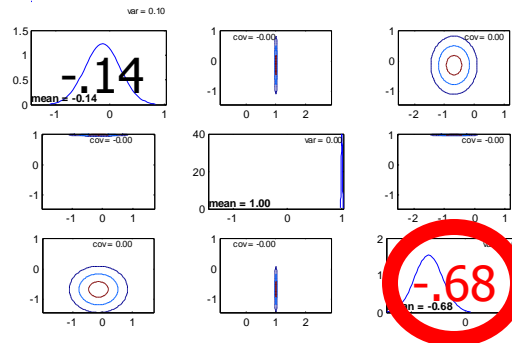 var = 0.10
1.5
1
0.5
0
-.14
mean = -0.14
-1 0 1
1
0
-1
cov= -0.00
0 2
1
0
-1
cov= -0.00
-2 -1 0 1
1
0
-1
cov= -0.00
-1 0 1
40
20
0
var = 0.00
mean = 1.00
-1 0 1
1
0
-1
cov= -0.00
-2 -1 0 1
1
0
-1
cov= 0.00
-1 0 1
1
0
-1
cov= -0.00
0 2
2
1
0
-.68
= -0.68
0